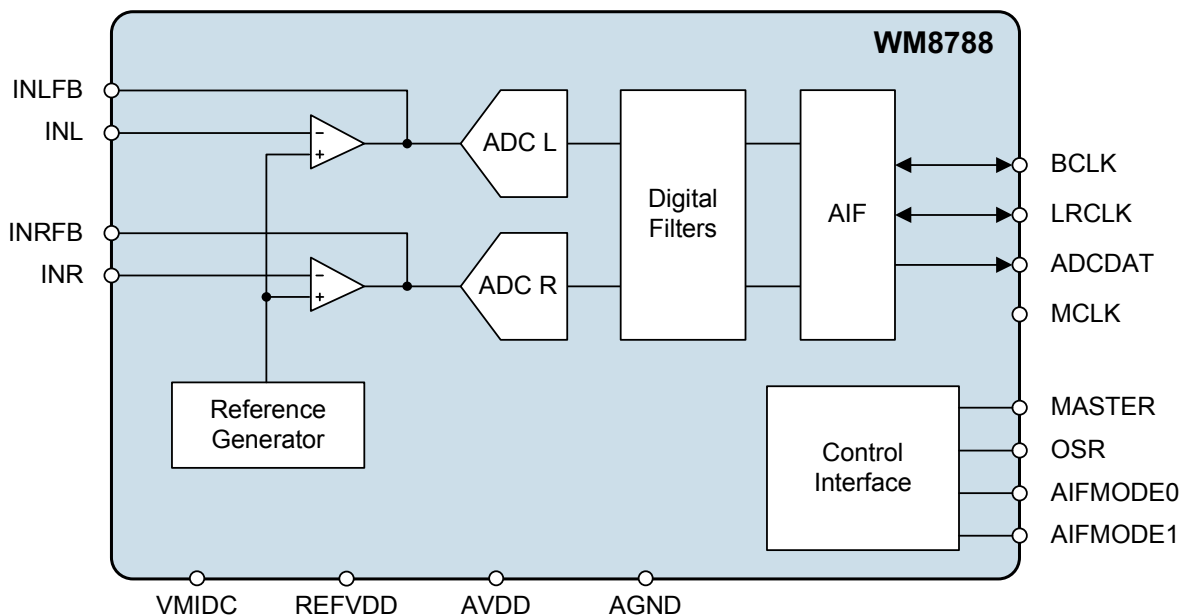 WM8788
INLFB
INL
INRFB
INR
−
+
−
+
ADC L
ADC R
Digital
Filters
AIF
BCLK
LRCLK
ADCDAT
MCLK
Reference
Generator
Control
Interface
MASTER
OSR
AIFMODE0
AIFMODE1
VMIDC
REFVDD
AVDD
AGND